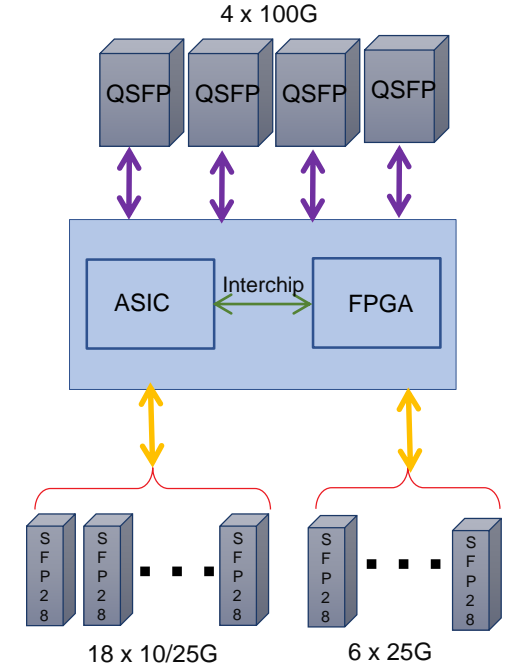 4 x 100G
QSFP QSFP QSFP QSFP
Interchip
ASIC FPGA
SFP28 SFP28 SFP28 SFP28 SFP28
18 x 10/25G 6 x 25G